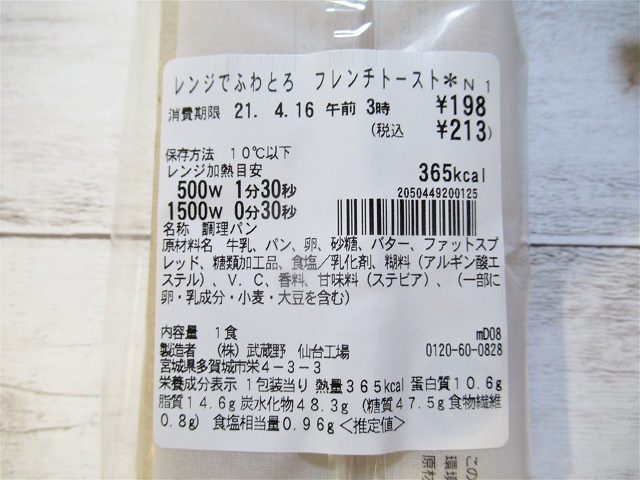 レンジでふわとろ フレンチトースト*N1
消費期限 21. 4.16 午前 3時 ¥198
(税込 ¥213)
保存方法 10℃以下
レンジ加熱目安 365kcal
500W 1分30秒
2050449200125
1500W 0分30秒
名称 調理パン
原材料名 牛乳、パン、卵、砂糖、バター、ファットスプ
レッド、糖類加工品、食塩/乳化剤、糊料(アルギン酸
エステル)、V.C、香料、甘味料(ステビア)、(一部に
卵・乳成分・小麦・大豆を含む)
内容量 1食 mD08
製造者 (株)武蔵野 仙台工場 0120-60-0828
宮城県多賀城市栄4-3-3
栄養成分表示 1包装当り 熱量365kcal 蛋白質10.6g
脂質14.6g 炭水化物48.3g (糖質47.5g 食物繊維
0.8g) 食塩相当量0.96g<推定値>
この
環境
原材